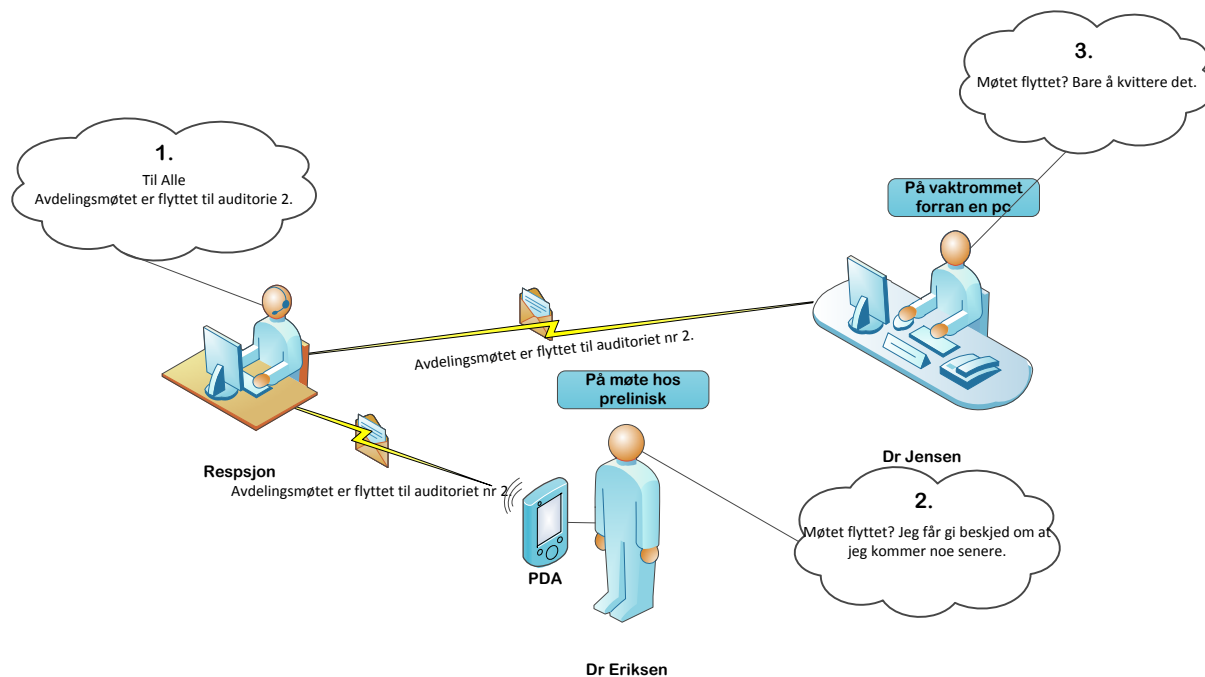 1.
Til Alle
Avdelingsmøtet er flyttet til auditorie 2.
3.
Møtet flyttet? Bare å kvittere det.
På vaktrommet
forran en pc
Avdelingsmøtet er flyttet til auditoriet nr 2.
På møte hos
prelinisk
Respsjon
Avdelingsmøtet er flyttet til auditoriet nr 2.
PDA
Dr Eriksen
Dr Jensen
2.
Møtet flyttet? Jeg får gi beskjed om at
jeg kommer noe senere.